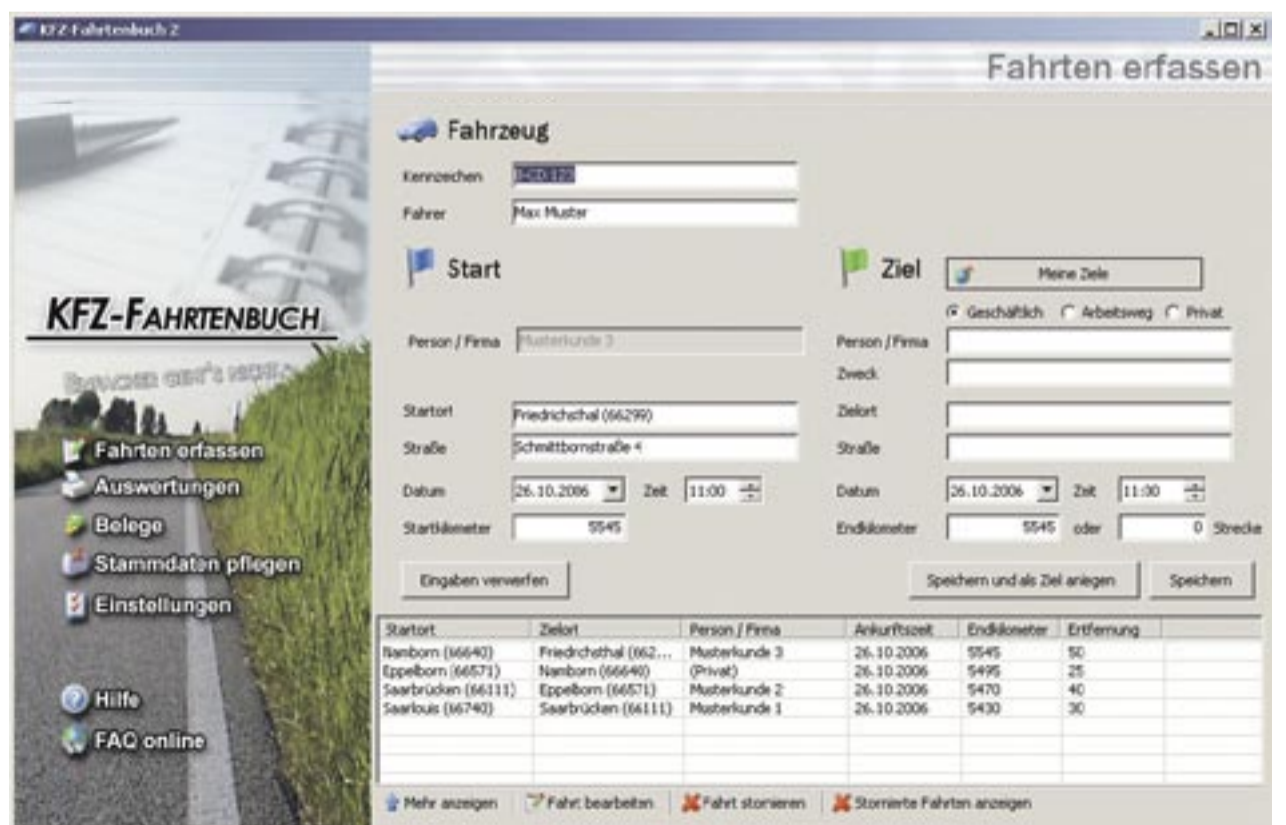 KFZ-Fahrtenbuch 2
Fahrten erfassen
KFZ-FAHRTENBUCH
EINFACHER GEHT'S NICHT
Fahrten erfassen
Auswertungen
Belege
Stammdaten pflegen
Einstellungen
Hilfe
FAQ online
Fahrzeug
Kennzeichen
Fahrer Max Muster
Start
Person / Firma Musterkunde 3
Startort Friedrichsthal (66299)
Straße Schmittbornstraße 4
Datum 26.10.2006 Zeit 11:00
Startkilometer 5545
Ziel Meine Ziele
Geschäftlich Arbeitsweg Privat
Person / Firma
Zweck
Zielort
Straße
Datum 26.10.2006 Zeit 11:00
Endkilometer 5545 oder 0 Strecke
Eingaben verwerfen Speichern und als Ziel anlegen Speichern
Startort Zielort Person / Firma Ankunftszeit Endkilometer Entfernung
Namborn (66640) Friedrichsthal (662... Musterkunde 3 26.10.2006 5545 50
Eppelborn (66571) Namborn (66640) (Privat) 26.10.2006 5495 25
Saarbrücken (66111) Eppelborn (66571) Musterkunde 2 26.10.2006 5470 40
Saarlouis (66740) Saarbrücken (66111) Musterkunde 1 26.10.2006 5430 30
Mehr anzeigen Fahrt bearbeiten Fahrt stornieren Stornierte Fahrten anzeigen